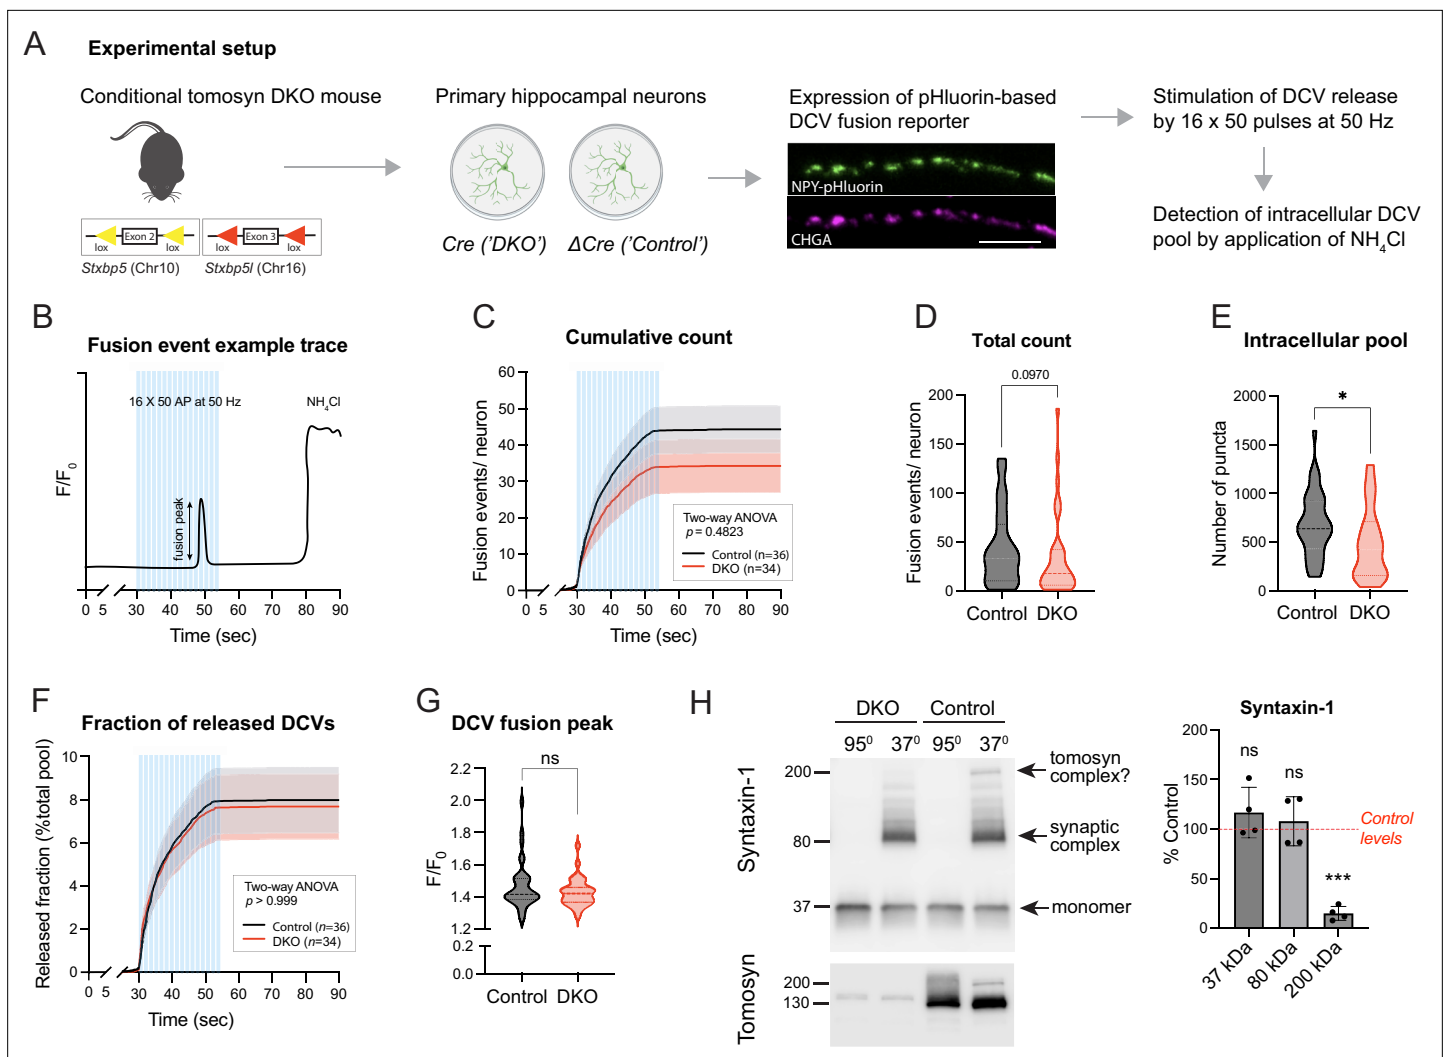 A
Experimental setup
Conditional tomosyn DKO mouse
lox
Exon 2
lox
lox
Exon 3
lox
Stxbp5 (Chr10)
Stxbp5l (Chr16)
Primary hippocampal neurons
Cre ('DKO')
ΔCre ('Control')
Expression of pHluorin-based
DCV fusion reporter
NPY-pHluorin
CHGA
Stimulation of DCV release
by 16 x 50 pulses at 50 Hz
Detection of intracellular DCV
pool by application of NH4Cl
B
Fusion event example trace
16 X 50 AP at 50 Hz
NH4Cl
fusion peak
F/F0
0 5 30 40 50 60 70 80 90
Time (sec)
C
Cumulative count
Fusion events/ neuron
60
50
40
30
20
10
0
Two-way ANOVA
p = 0.4823
Control (n=36)
DKO (n=34)
0 5 30 40 50 60 70 80 90
Time (sec)
D
Total count
0.0970
Fusion events/ neuron
200
150
100
50
0
Control DKO
E
Intracellular pool
*
Number of puncta
2000
1500
1000
500
0
Control DKO
F
Fraction of released DCVs
Released fraction (%total pool)
10
8
6
4
2
0
Two-way ANOVA
p > 0.999
Control (n=36)
DKO (n=34)
0 5 30 40 50 60 70 80 90
Time (sec)
G
DCV fusion peak
ns
F/F0
2.2
2.0
1.8
1.6
1.4
1.2
0.2
0.0
Control DKO
H
DKO Control
95⁰ 37⁰ 95⁰ 37⁰
Syntaxin-1
200
80
37
tomosyn
complex?
synaptic
complex
monomer
Tomosyn
200
130
Syntaxin-1
% Control
200
150
100
50
0
ns
ns
***
Control
levels
37 kDa
80 kDa
200 kDa